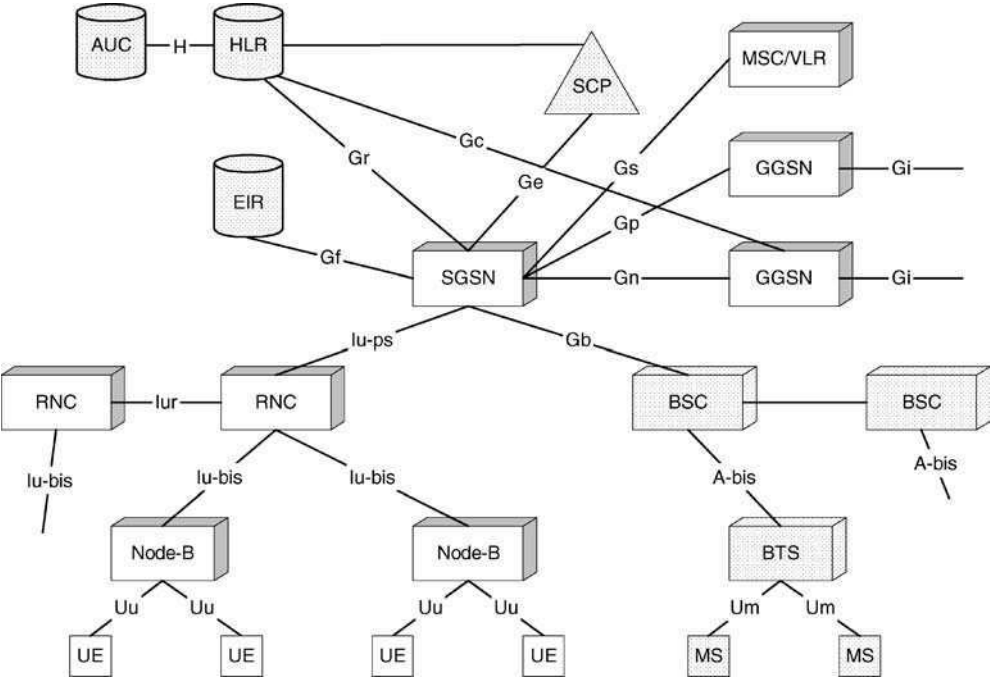 AUC
H
HLR
SCP
MSC/VLR
Gc
Gr
Gs
GGSN
Gi
Ge
EIR
Gp
Gf
SGSN
Gn
GGSN
Gi
Iu-ps
Gb
RNC
Iur
RNC
BSC
BSC
Iu-bis
Iu-bis
Iu-bis
A-bis
A-bis
Node-B
Node-B
BTS
Uu
Uu
Uu
Uu
Um
Um
UE
UE
UE
UE
MS
MS